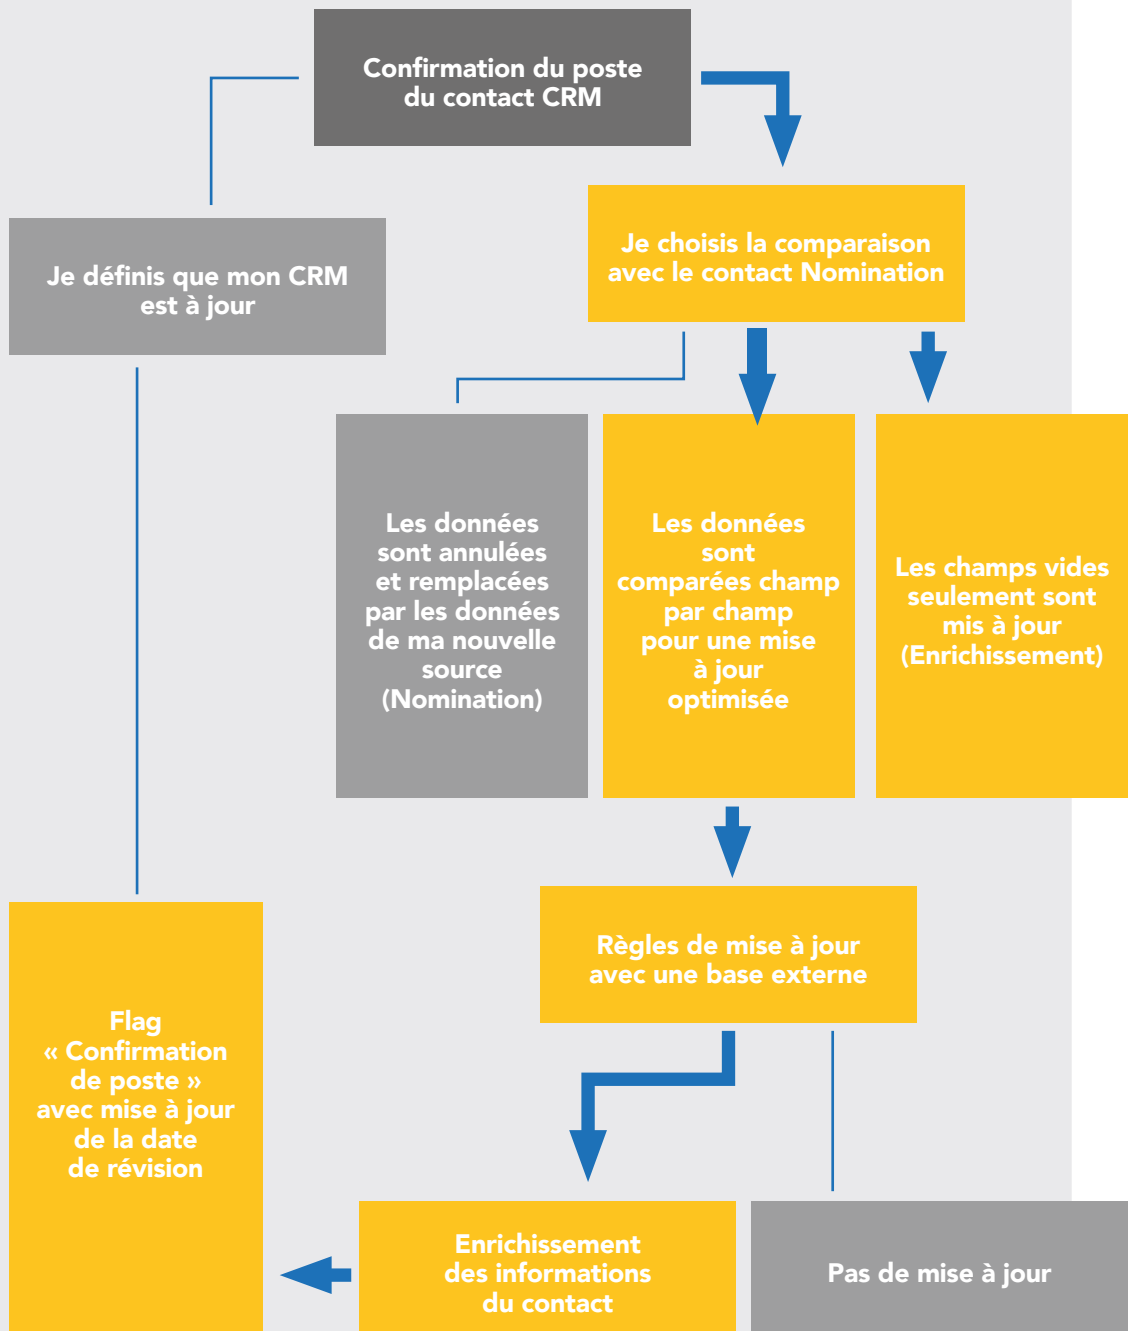 Confirmation du poste
du contact CRM
Je choisis la comparaison
avec le contact Nomination
Je définis que mon CRM
est à jour
Les données
sont annulées
et remplacées
par les données
de ma nouvelle
source
(Nomination)
Les données
sont
comparées champ
par champ
pour une mise
à jour
optimisée
Les champs vides
seulement sont
mis à jour
(Enrichissement)
Règles de mise à jour
avec une base externe
Flag
« Confirmation
de poste »
avec mise à jour
de la date
de révision
Enrichissement
des informations
du contact
Pas de mise à jour